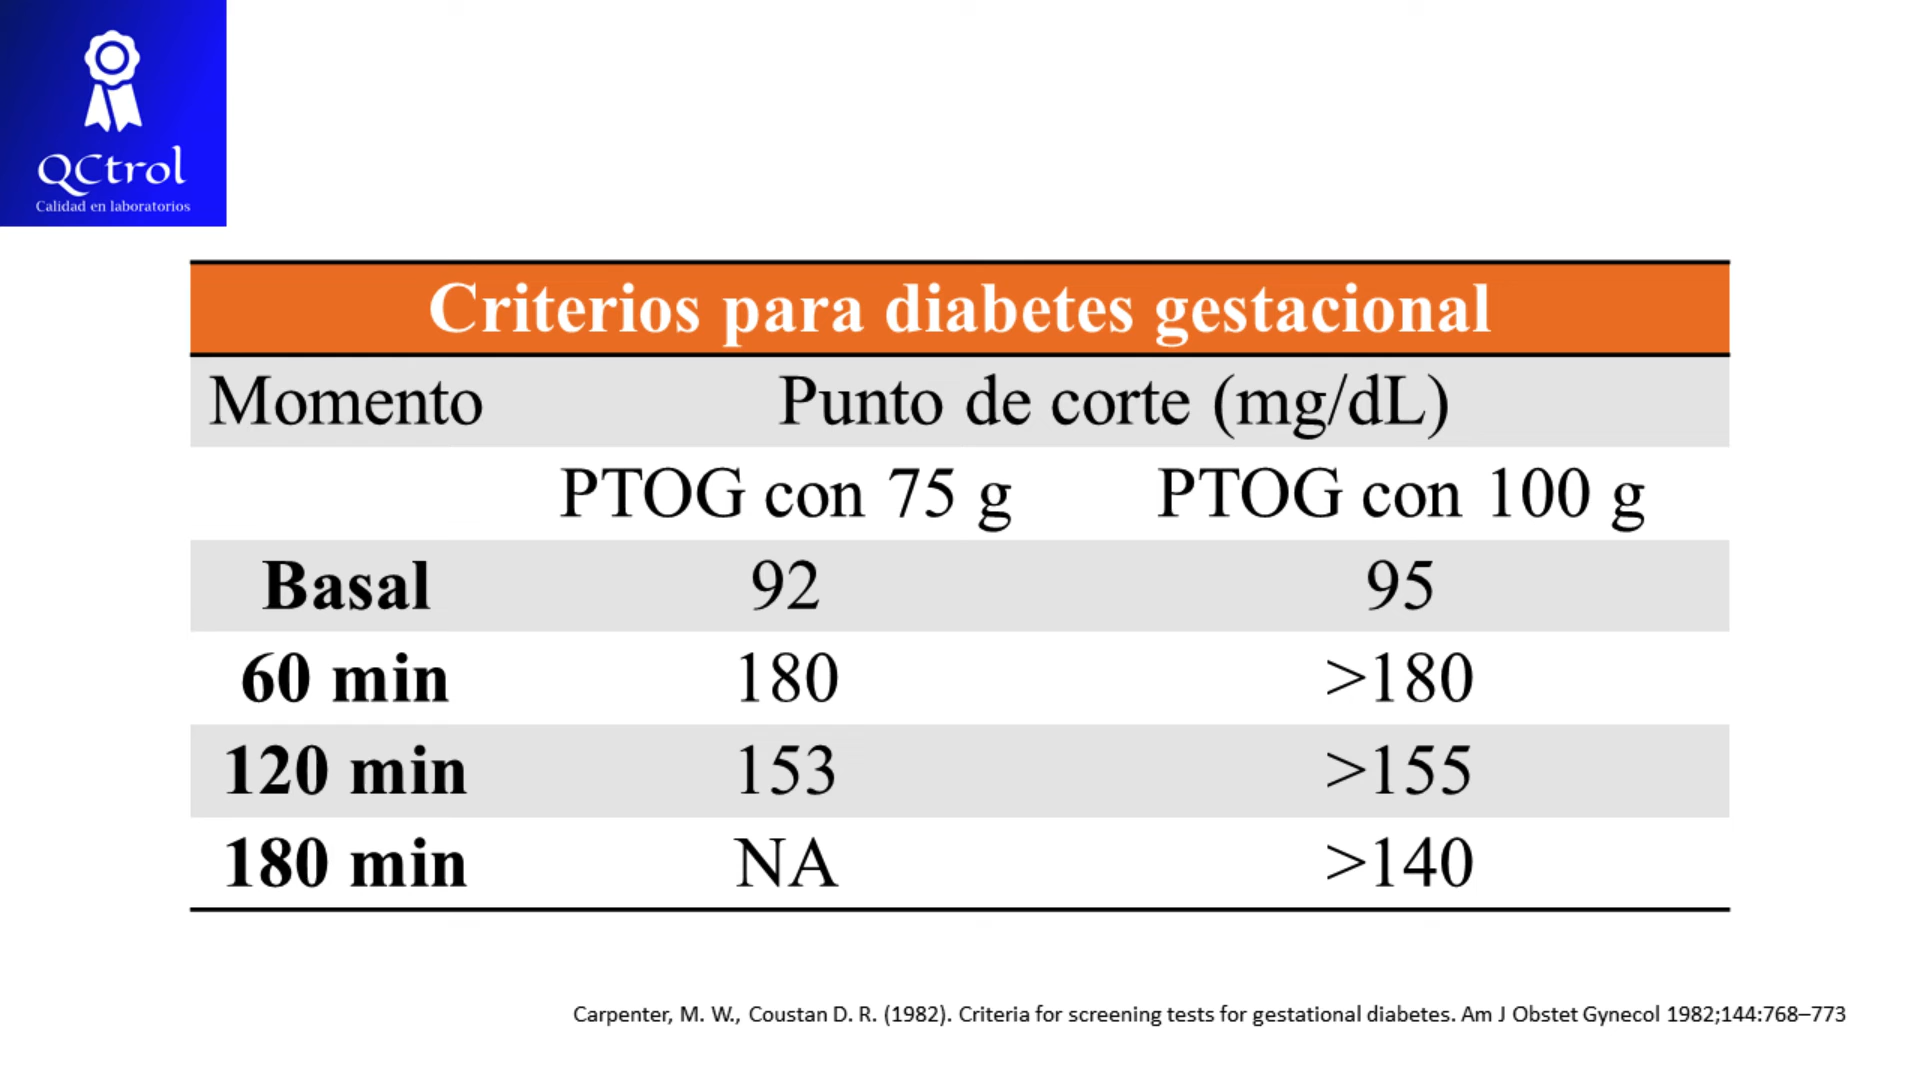 QCtrol
Calidad en laboratorios
Criterios para diabetes gestacional
Momento Punto de corte (mg/dL)
PTOG con 75 g PTOG con 100 g
Basal 92 95
60 min 180 >180
120 min 153 >155
180 min NA >140
Carpenter, M. W., Coustan D. R. (1982). Criteria for screening tests for gestational diabetes. Am J Obstet Gynecol 1982;144:768–773